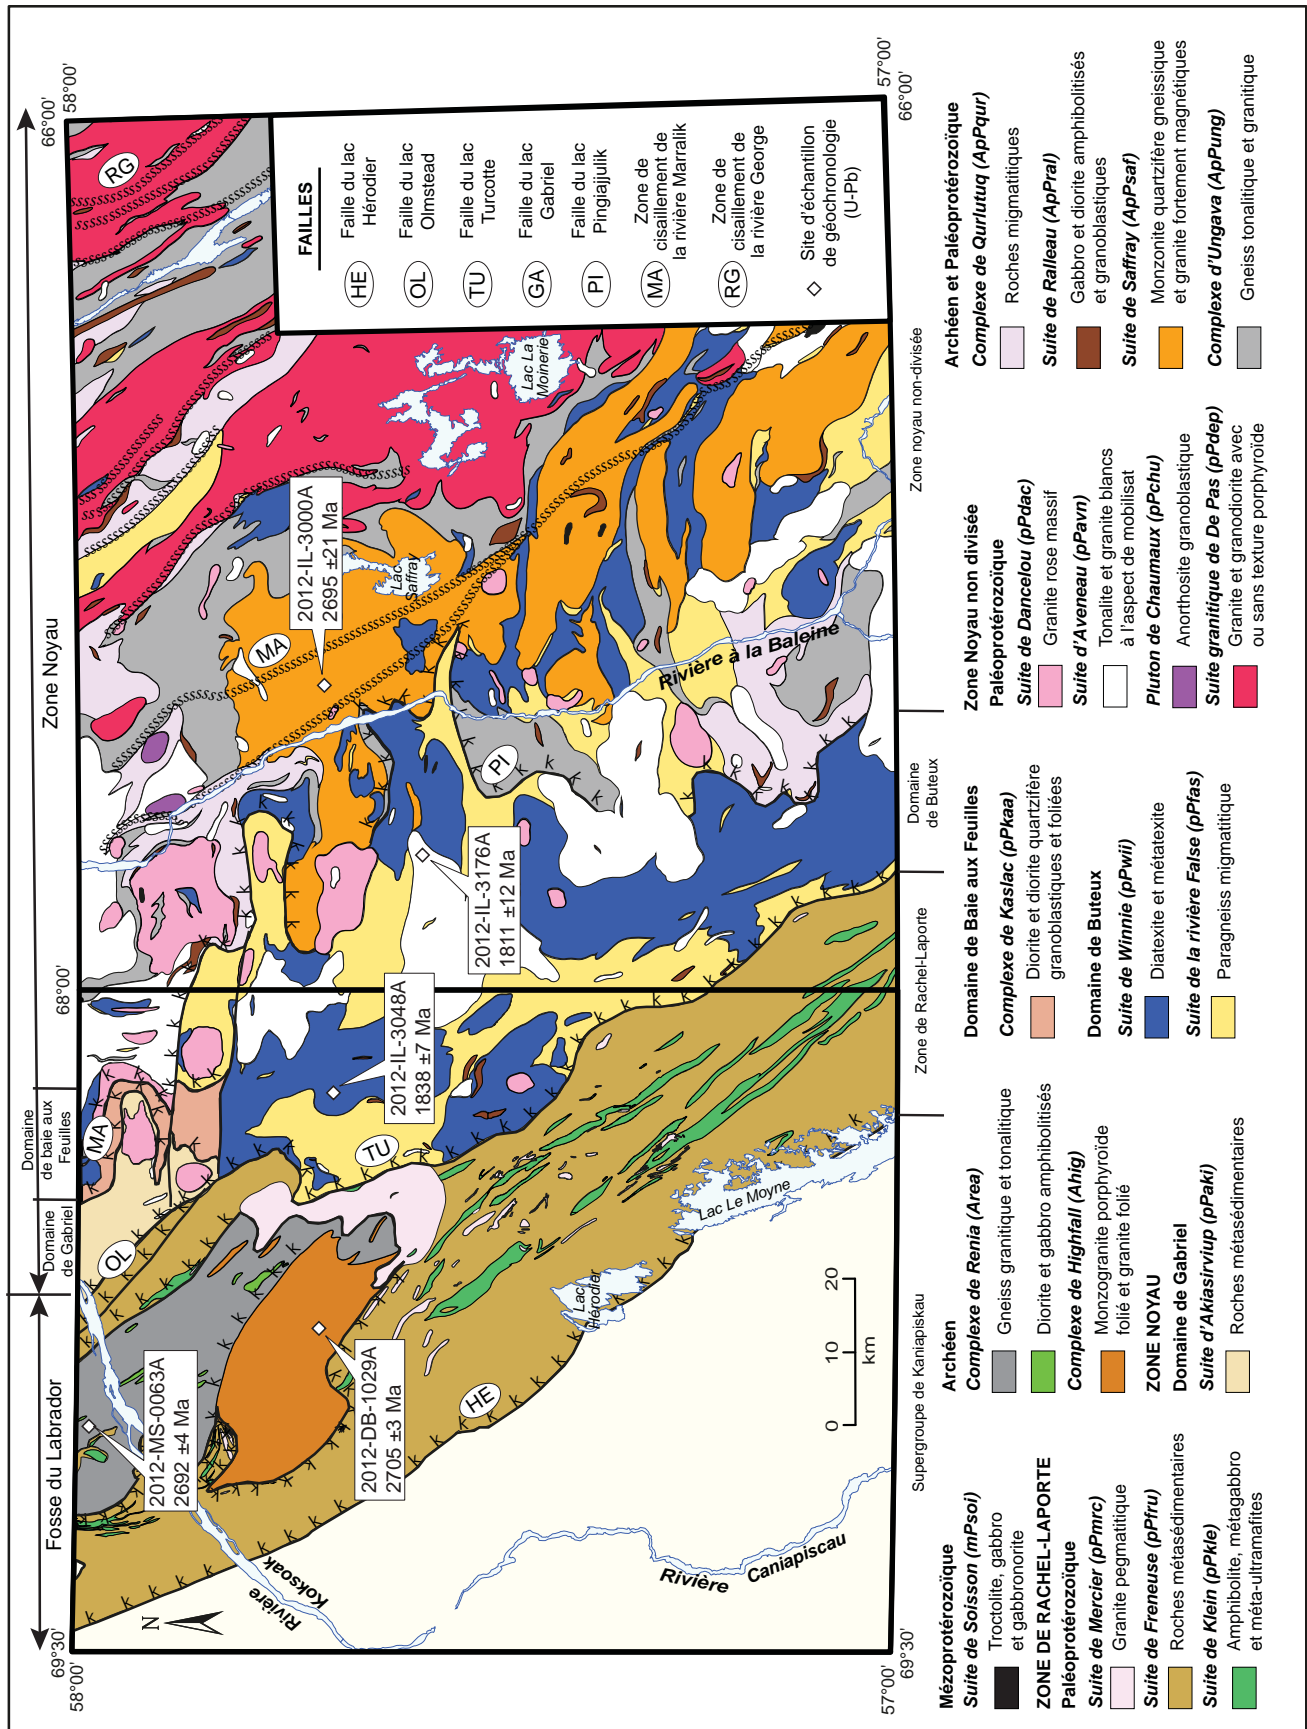 Fosse du Labrador
Zone Noyau
Domaine
de Gabriel
Domaine
de baie aux
Feuilles
69°30'
58°00'
68°00'
66°00'
58°00'
57°00'
66°00'
57°00'
69°30'
N
Rivière
Koksoak
Rivière
Caniapiscau
Lac
Hérodier
Lac Le Moyne
Lac
Saffray
Lac La
Moinerie
Rivière à la Baleine
HE
OL
TU
MA
MA
PI
RG
2012-MS-0063A
2692 ±4 Ma
2012-DB-1029A
2705 ±3 Ma
2012-IL-3048A
1838 ±7 Ma
2012-IL-3176A
1811 ±12 Ma
2012-IL-3000A
2695 ±21 Ma
0
10
20
km
FAILLES
HE
Faille du lac
Hérodier
OL
Faille du lac
Olmstead
TU
Faille du lac
Turcotte
GA
Faille du lac
Gabriel
PI
Faille du lac
Pingiajjulik
MA
Zone de
cisaillement de
la rivière Marralik
RG
Zone de
cisaillement de
la rivière George
Site d'échantillon
de géochronologie
(U-Pb)
Supergroupe de Kaniapiskau
Zone de Rachel-Laporte
Domaine
de Buteux
Zone noyau non-divisée
Mézoprotérozoïque
Suite de Soisson (mPsoi)
Troctolite, gabbro
et gabbronorite
ZONE DE RACHEL-LAPORTE
Paléoprotérozoïque
Suite de Mercier (pPmrc)
Granite pegmatitique
Suite de Freneuse (pPfru)
Roches métasédimentaires
Suite de Klein (pPkle)
Amphibolite, métagabbro
et méta-ultramafites
Archéen
Complexe de Renia (Area)
Gneiss granitique et tonalitique
Diorite et gabbro amphibolitisés
Complexe de Highfall (Ahig)
Monzogranite porphyroïde
folié et granite folié
ZONE NOYAU
Domaine de Gabriel
Suite d'Akiasirviup (pPaki)
Roches métasédimentaires
Domaine de Baie aux Feuilles
Complexe de Kaslac (pPkaa)
Diorite et diorite quartzifère
granoblastiques et foliées
Domaine de Buteux
Suite de Winnie (pPwii)
Diatexite et métatexite
Suite de la rivière False (pPfas)
Paragneiss migmatitique
Zone Noyau non divisée
Paléoprotérozoïque
Suite de Dancelou (pPdac)
Granite rose massif
Suite d'Aveneau (pPavn)
Tonalite et granite blancs
à l'aspect de mobilisat
Pluton de Chaumaux (pPchu)
Anorthosite granoblastique
Suite granitique de De Pas (pPdep)
Granite et granodiorite avec
ou sans texture porphyroïde
Archéen et Paléoprotérozoïque
Complexe de Qurlutuq (ApPqur)
Roches migmatitiques
Suite de Ralleau (ApPral)
Gabbro et diorite amphibolitisés
et granoblastiques
Suite de Saffray (ApPsaf)
Monzonite quartzifère gneissique
et granite fortement magnétiques
Complexe d'Ungava (ApPung)
Gneiss tonalitique et granitique